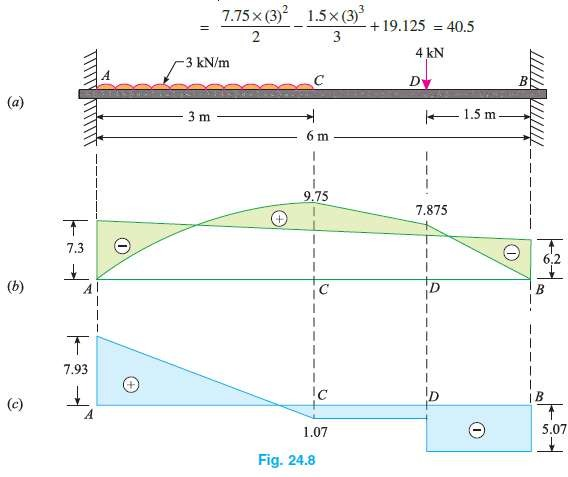 = 7.75×(3)²/2 − 1.5×(3)³/3 + 19.125 = 40.5
4 kN
3 kN/m
A
C
D
B
(a)
3 m
1.5 m
6 m
9.75
7.875
+
−
−
7.3
6.2
(b)
A
C
D
B
7.93
+
C
D
B
(c)
A
1.07
−
5.07
Fig. 24.8